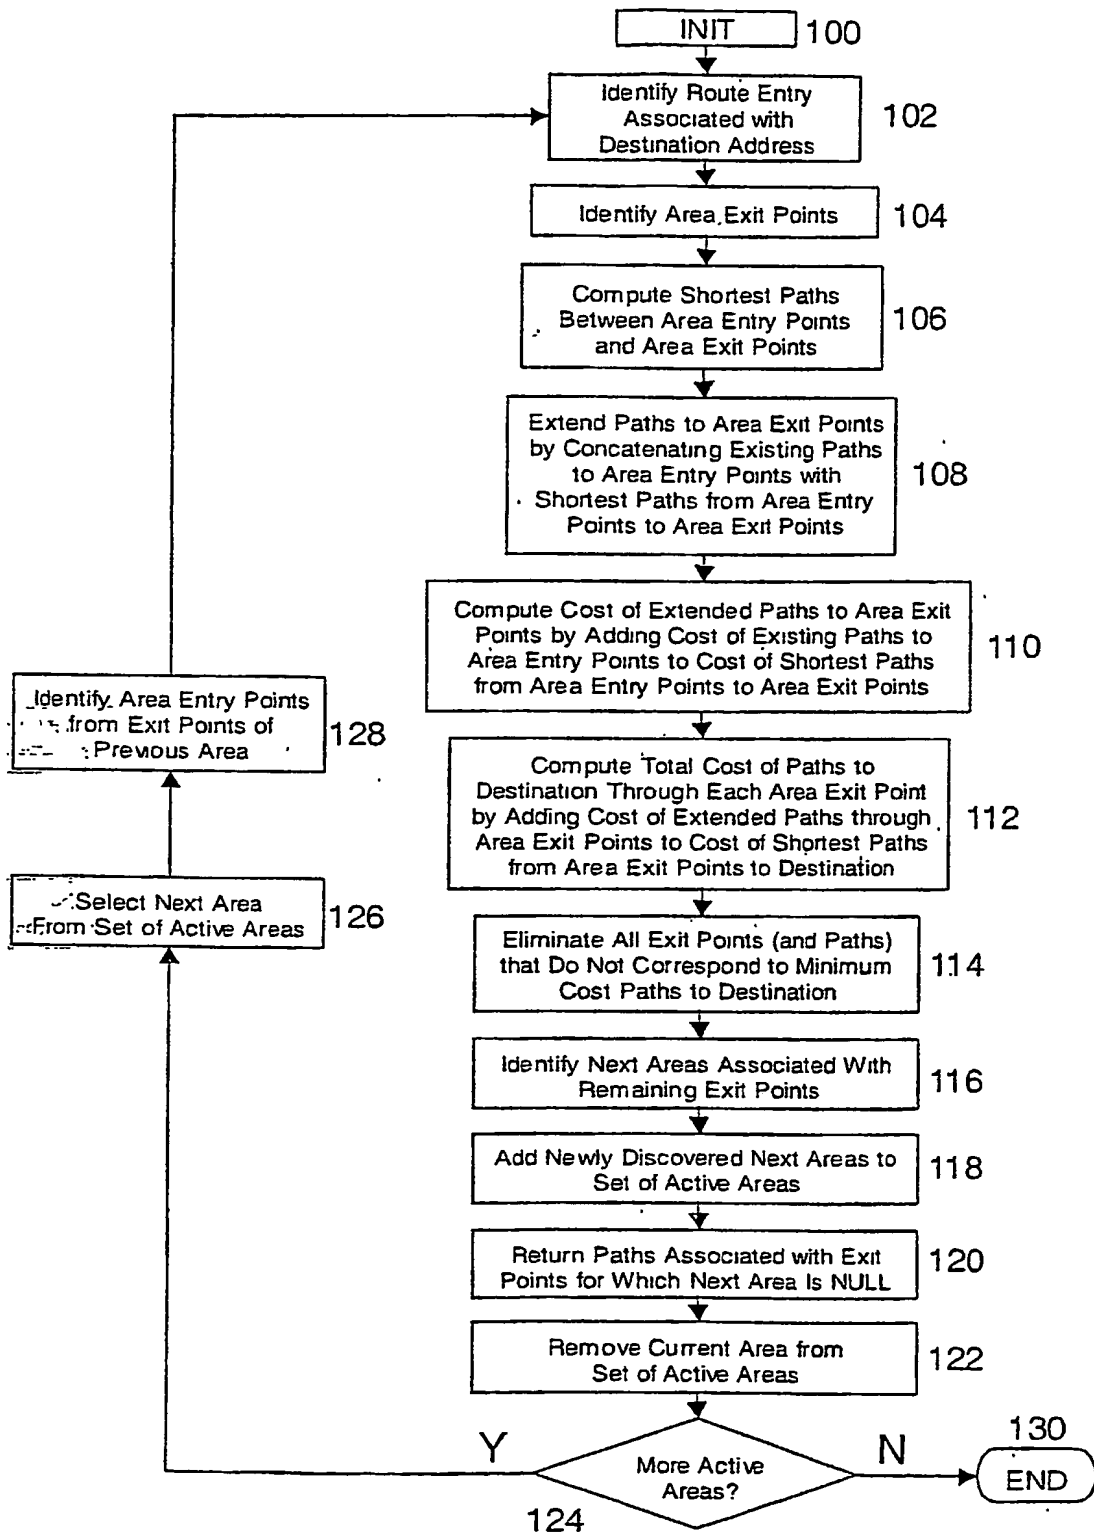 INIT
100
Identify Route Entry
Associated with
Destination Address
102
Identify Area Exit Points
104
Compute Shortest Paths
Between Area Entry Points
and Area Exit Points
106
Extend Paths to Area Exit Points
by Concatenating Existing Paths
to Area Entry Points with
Shortest Paths from Area Entry
Points to Area Exit Points
108
Compute Cost of Extended Paths to Area Exit
Points by Adding Cost of Existing Paths to
Area Entry Points to Cost of Shortest Paths
from Area Entry Points to Area Exit Points
110
Compute Total Cost of Paths to
Destination Through Each Area Exit Point
by Adding Cost of Extended Paths through
Area Exit Points to Cost of Shortest Paths
from Area Exit Points to Destination
112
Eliminate All Exit Points (and Paths)
that Do Not Correspond to Minimum
Cost Paths to Destination
114
Identify Next Areas Associated With
Remaining Exit Points
116
Add Newly Discovered Next Areas to
Set of Active Areas
118
Return Paths Associated with Exit
Points for Which Next Area Is NULL
120
Remove Current Area from
Set of Active Areas
122
More Active
Areas?
124
Y
N
130
END
Select Next Area
From Set of Active Areas
126
Identify Area Entry Points
from Exit Points of
Previous Area
128